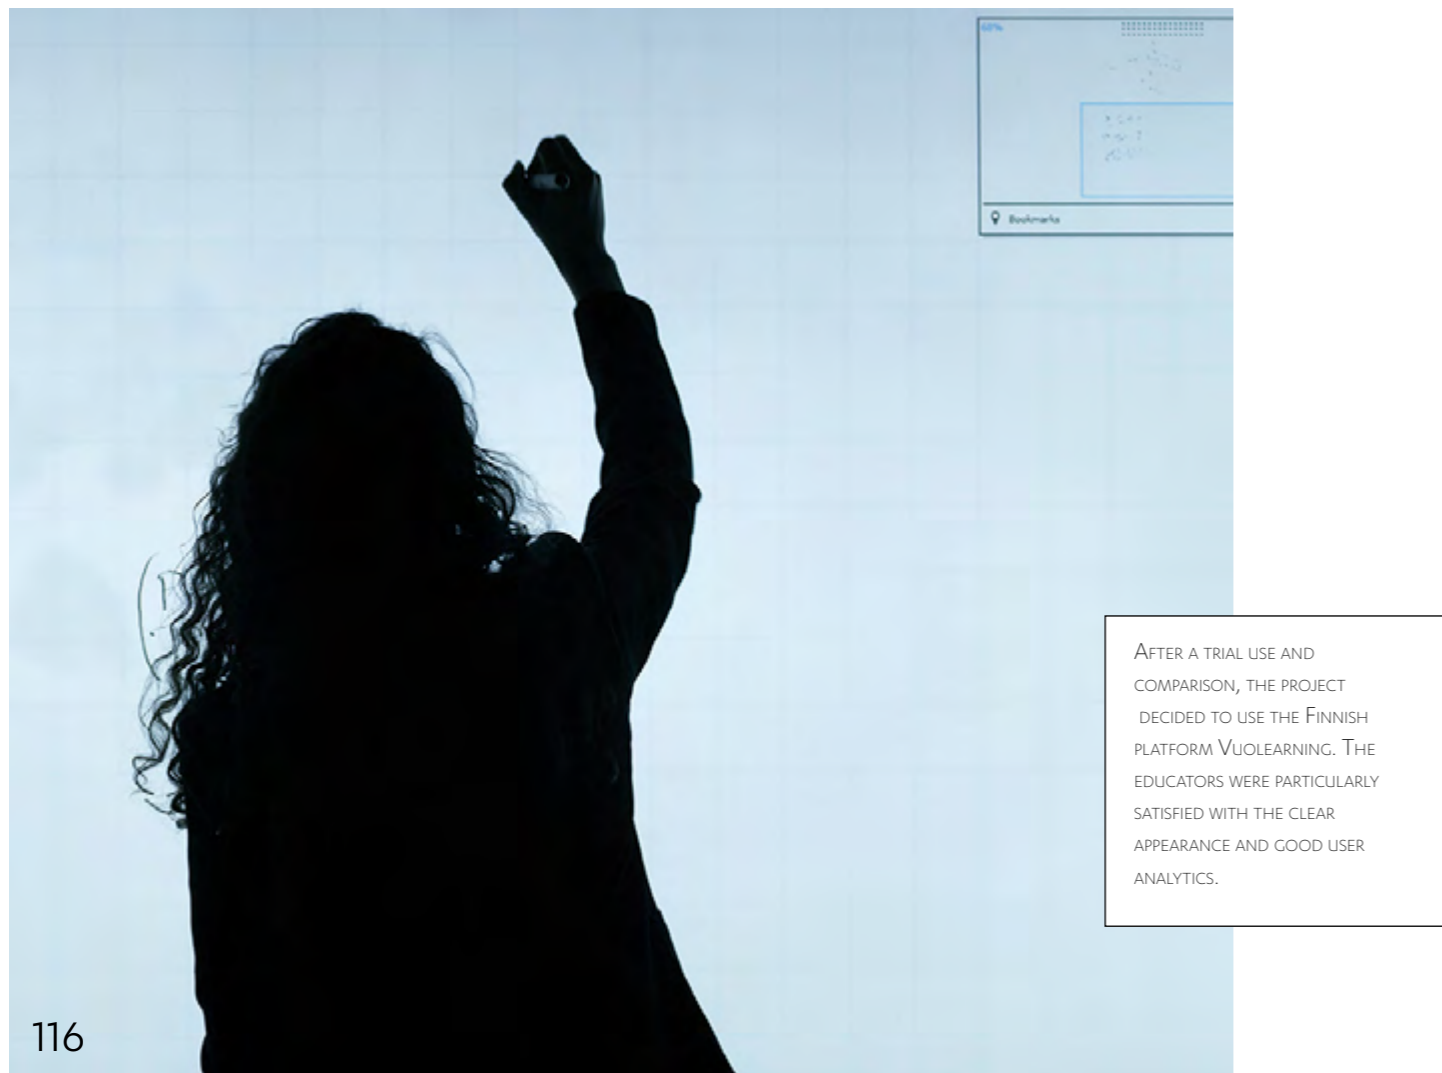 68%
Bookmarks
After a trial use and
comparison, the project
decided to use the Finnish
platform Vuolearning. The
educators were particularly
satisfied with the clear
appearance and good user
analytics.
116